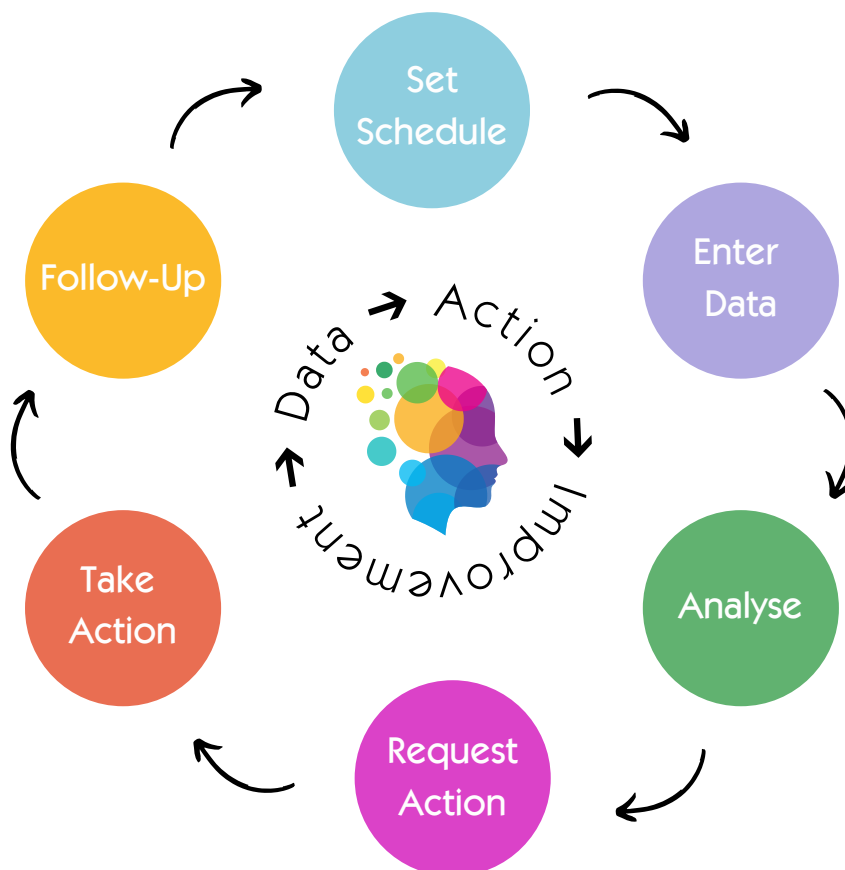 Set
Schedule
Enter
Data
Analyse
Request
Action
Take
Action
Follow-Up
Data
Action
Improvement